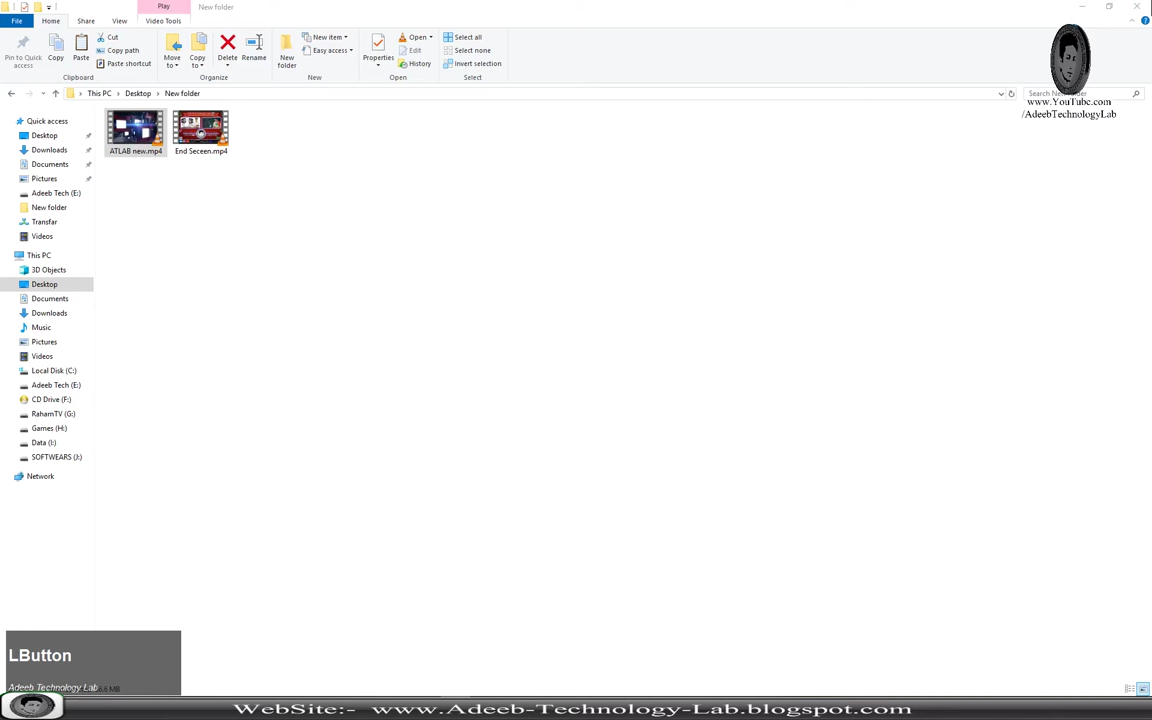 Play
New folder
File
Home
Share
View
Video Tools
Pin to Quick access
Copy
Paste
Cut
Copy path
Paste shortcut
Clipboard
Move to
Copy to
Delete
Rename
Organize
New folder
New item
Easy access
New
Properties
Open
Edit
History
Open
Select all
Select none
Invert selection
Select
This PC
Desktop
New folder
Search New folder
www.YouTube.com
/AdeebTechnologyLab
Quick access
Desktop
Downloads
Documents
Pictures
Adeeb Tech (E:)
New folder
Transfar
Videos
This PC
3D Objects
Desktop
Documents
Downloads
Music
Pictures
Videos
Local Disk (C:)
Adeeb Tech (E:)
CD Drive (F:)
RahamTV (G:)
Games (H:)
Data (I:)
SOFTWEARS (J:)
Network
ATLAB new.mp4
End Seceen.mp4
LButton
Adeeb Technology Lab
WebSite:- www.Adeeb-Technology-Lab.blogspot.com